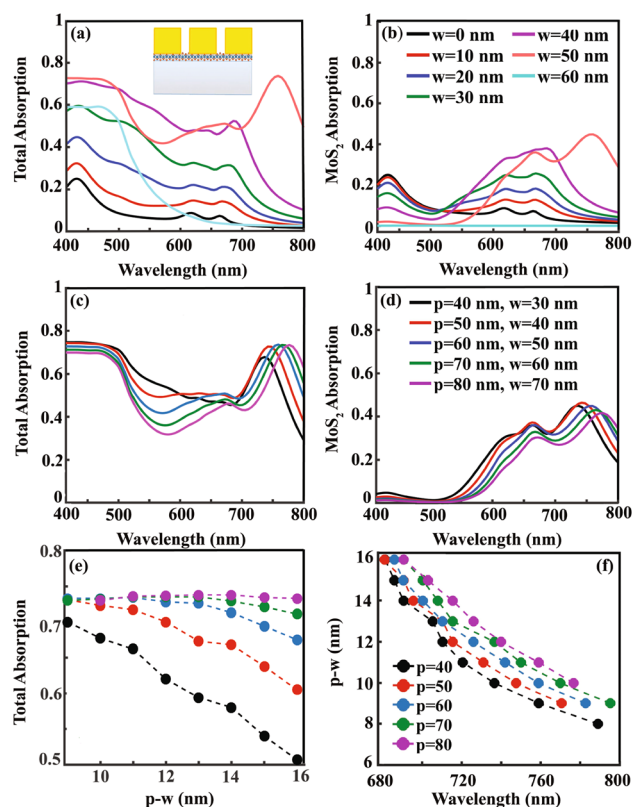 (a)
Total Absorption
1
0.8
0.6
0.4
0.2
0
400 500 600 700 800
Wavelength (nm)
(b)
w=0 nm
w=10 nm
w=20 nm
w=30 nm
w=40 nm
w=50 nm
w=60 nm
MoS₂ Absorption
1
0.8
0.6
0.4
0.2
0
400 500 600 700 800
Wavelength (nm)
(c)
Total Absorption
1
0.8
0.6
0.4
0.2
0
400 500 600 700 800
Wavelength (nm)
(d)
p=40 nm, w=30 nm
p=50 nm, w=40 nm
p=60 nm, w=50 nm
p=70 nm, w=60 nm
p=80 nm, w=70 nm
MoS₂ Absorption
1
0.8
0.6
0.4
0.2
0
400 500 600 700 800
Wavelength (nm)
(e)
Total Absorption
0.8
0.7
0.6
0.5
10 12 14 16
p-w (nm)
(f)
p-w (nm)
16
14
12
10
8
6
p=40
p=50
p=60
p=70
p=80
680 720 760 800
Wavelength (nm)